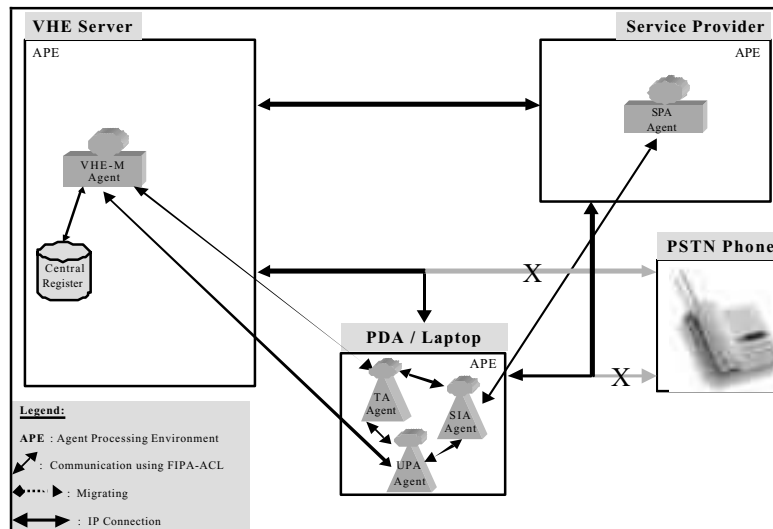 VHE Server
APE
Service Provider
APE
SPA
Agent
VHE-M
Agent
Central
Register
X
PSTN Phone
PDA / Laptop
APE
TA
Agent
SIA
Agent
UPA
Agent
X
Legend:
APE : Agent Processing Environment
: Communication using FIPA-ACL
: Migrating
: IP Connection